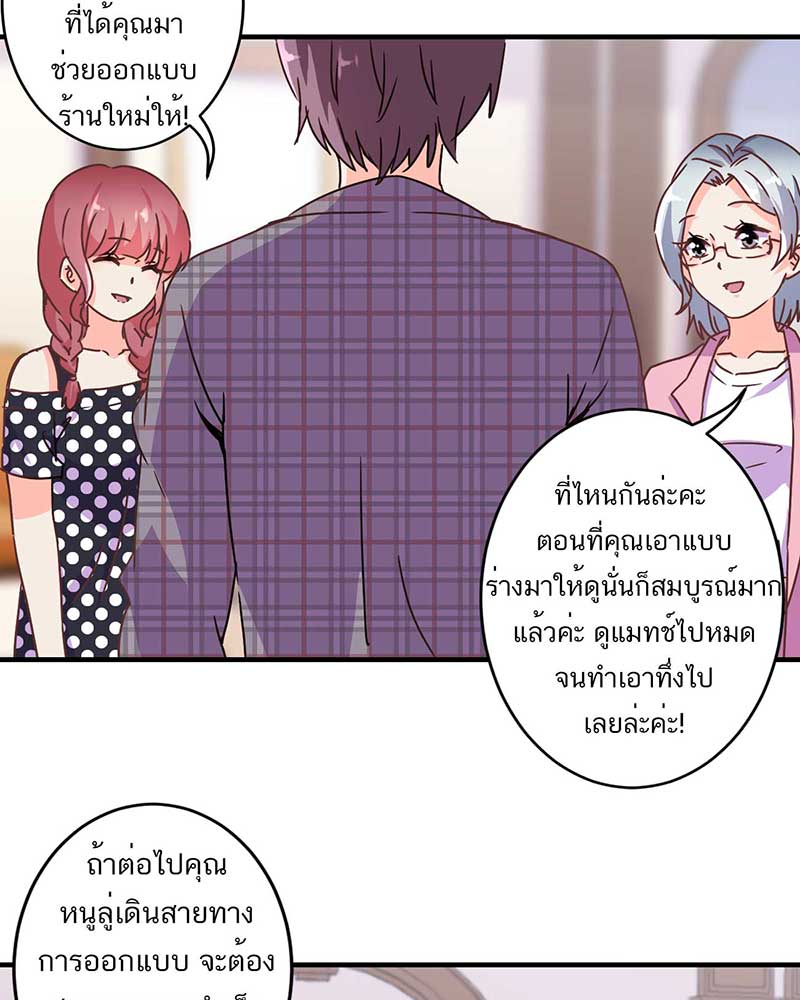 ที่ได้คุณมา
ช่วยออกแบบ
ร้านใหม่ให้!
ที่ไหนกันล่ะคะ
ตอนที่คุณเอาแบบ
ร่างมาให้ดูนั่นก็สมบูรณ์มาก
แล้วค่ะ ดูแมทช์ไปหมด
จนทำเอาทึ่งไป
เลยล่ะค่ะ!
ถ้าต่อไปคุณ
หนูลู่เดินสายทาง
การออกแบบ จะต้อง